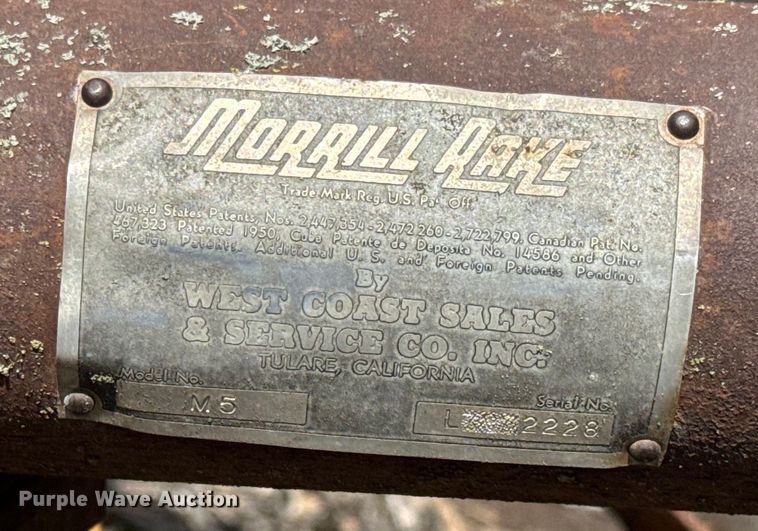 MORRILL RAKE
Trade Mark Reg. U.S. Pat Off
United States Patents, Nos. 2,447,354 - 2,472,260 - 2,722,799, Canadian Pat. No.
467,323 Patented 1950, Cuba Patente de Deposita No. 14586 and Other
Foreign Patents. Additional U.S. and Foreign Patents Pending.
By
WEST COAST SALES
& SERVICE CO. INC.
TULARE, CALIFORNIA
Model No. Serial No.
M5 L 2228
Purple Wave Auction